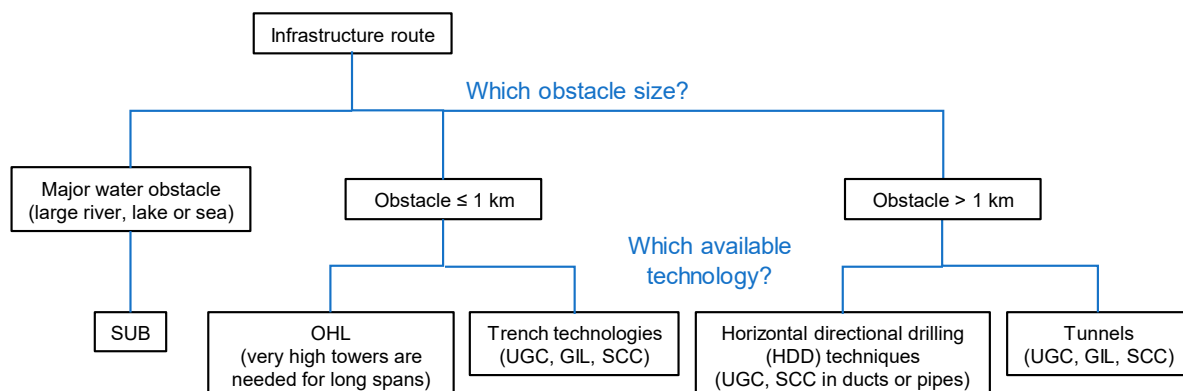 Infrastructure route
Which obstacle size?
Major water obstacle
(large river, lake or sea)
Obstacle ≤ 1 km
Obstacle > 1 km
Which available
technology?
SUB
OHL
(very high towers are
needed for long spans)
Trench technologies
(UGC, GIL, SCC)
Horizontal directional drilling
(HDD) techniques
(UGC, SCC in ducts or pipes)
Tunnels
(UGC, GIL, SCC)